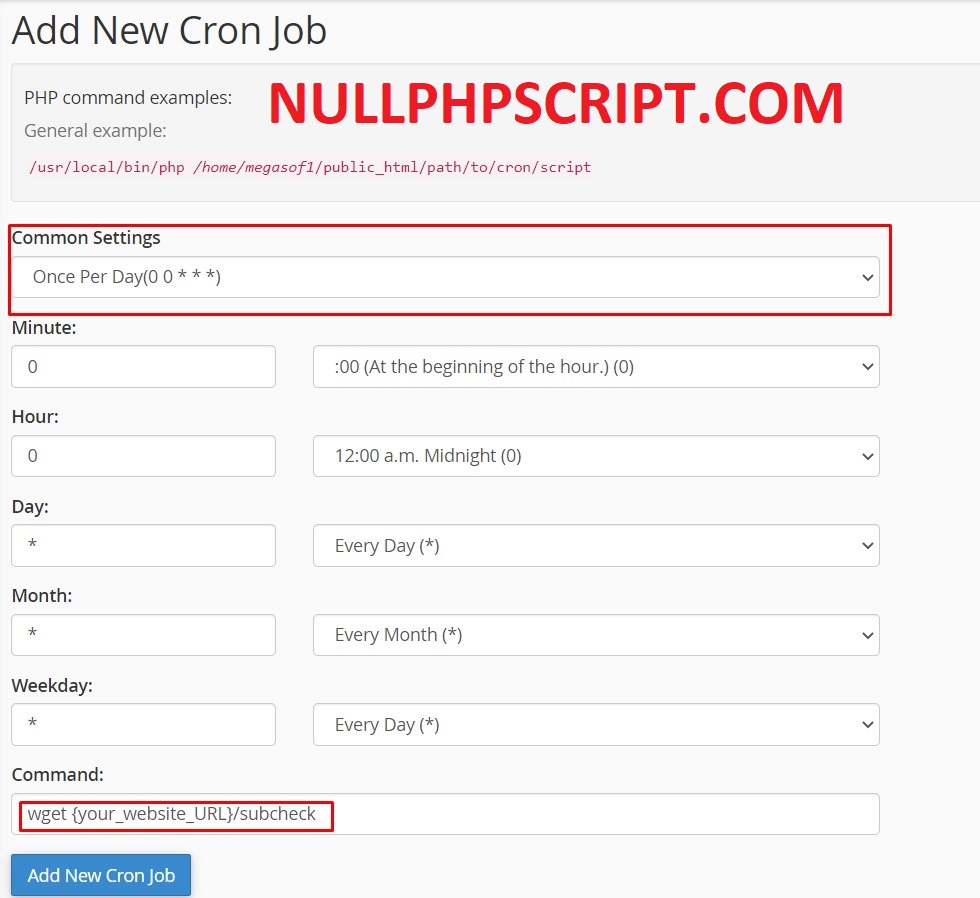 Add New Cron Job
PHP command examples:
NULLPHPSCRIPT.COM
General example:
/usr/local/bin/php /home/megasof1/public_html/path/to/cron/script
Common Settings
Once Per Day(0 0 * * *)
Minute:
0 :00 (At the beginning of the hour.) (0)
Hour:
0 12:00 a.m. Midnight (0)
Day:
* Every Day (*)
Month:
* Every Month (*)
Weekday:
* Every Day (*)
Command:
wget {your_website_URL}/subcheck
Add New Cron Job